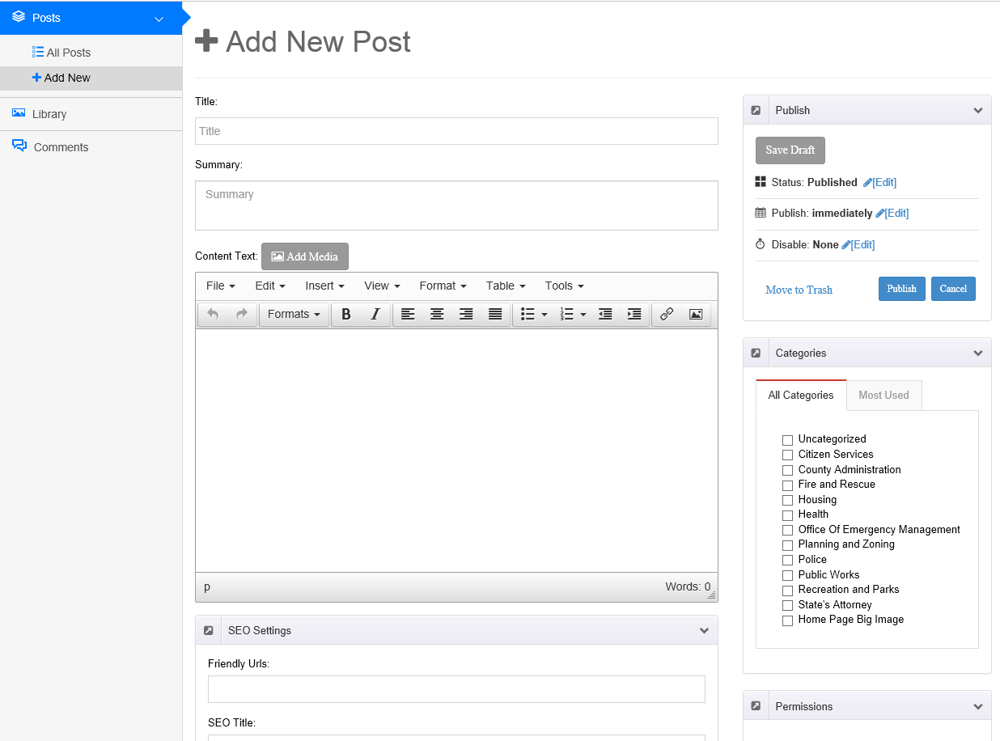 Posts
All Posts
Add New
Library
Comments
Add New Post
Title:
Title
Summary:
Summary
Content Text: Add Media
File Edit Insert View Format Table Tools
Formats B I
p Words: 0
SEO Settings
Friendly Urls:
SEO Title:
Publish
Save Draft
Status: Published [Edit]
Publish: immediately [Edit]
Disable: None [Edit]
Move to Trash Publish Cancel
Categories
All Categories Most Used
Uncategorized
Citizen Services
County Administration
Fire and Rescue
Housing
Health
Office Of Emergency Management
Planning and Zoning
Police
Public Works
Recreation and Parks
State's Attorney
Home Page Big Image
Permissions